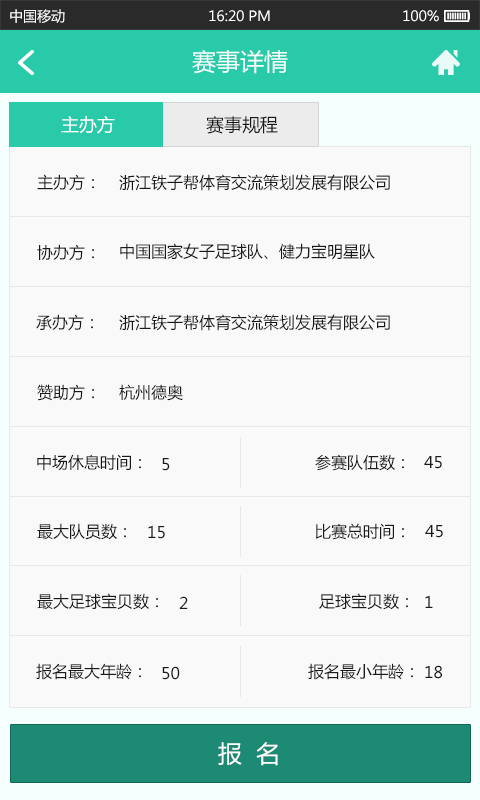 中国移动 16:20 PM 100%
赛事详情
主办方 赛事规程
主办方： 浙江铁子帮体育交流策划发展有限公司
协办方： 中国国家女子足球队、健力宝明星队
承办方： 浙江铁子帮体育交流策划发展有限公司
赞助方： 杭州德奥
中场休息时间： 5 参赛队伍数： 45
最大队员数： 15 比赛总时间： 45
最大足球宝贝数： 2 足球宝贝数： 1
报名最大年龄： 50 报名最小年龄： 18
报 名